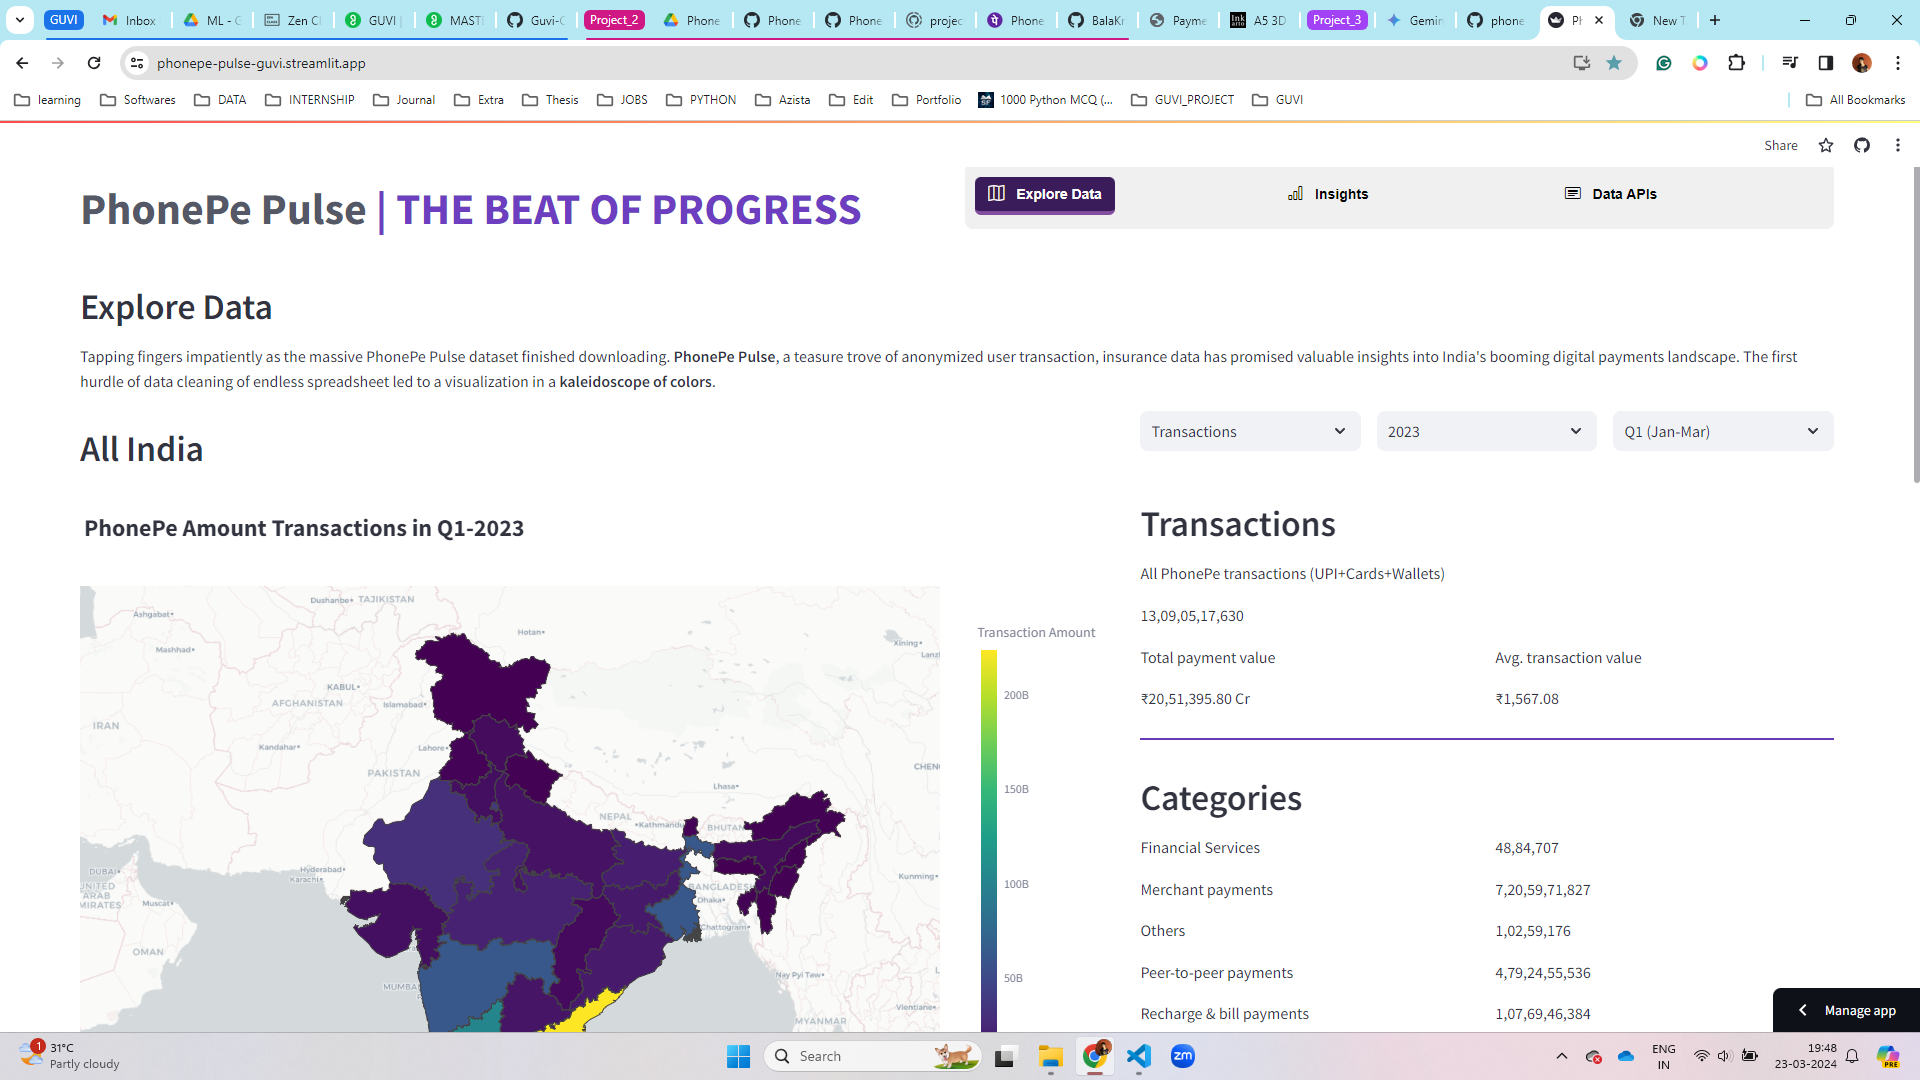 GUVI
Inbox
ML - G
Zen Cl
GUVI |
MASTE
Guvi-C
Project_2
Phone
Phone
Phone
projec
Phone
BalaKr
Payme
A5 3D
Project_3
Gemin
phone
Ph
New T
phonepe-pulse-guvi.streamlit.app
learning
Softwares
DATA
INTERNSHIP
Journal
Extra
Thesis
JOBS
PYTHON
Azista
Edit
Portfolio
1000 Python MCQ (...
GUVI_PROJECT
GUVI
All Bookmarks
Share
PhonePe Pulse | THE BEAT OF PROGRESS
Explore Data
Insights
Data APIs
Explore Data
Tapping fingers impatiently as the massive PhonePe Pulse dataset finished downloading. PhonePe Pulse, a teasure trove of anonymized user transaction, insurance data has promised valuable insights into India's booming digital payments landscape. The first
hurdle of data cleaning of endless spreadsheet led to a visualization in a kaleidoscope of colors.
Transactions
2023
Q1 (Jan-Mar)
All India
PhonePe Amount Transactions in Q1-2023
Dushanbe
TAJIKISTAN
Ashgabat
Hotan
Mashhad
Xining
Lanz
KABUL
AFGHANISTAN
Islamabad
IRAN
Kandahar
Lahore
PAKISTAN
CHEN
Lhasa
NEPAL
Kathmandu
BHUTAN
DUBAI
UNITED
ARAB
MIRATES
Hyderabad
Karachi
Muscat
Kunming
BANGLADESH
Dhaka
Chattogram
OMAN
Nay Pyi Taw
MUMBA
Vientiane
MYANMAR
Transaction Amount
200B
150B
100B
50B
Transactions
All PhonePe transactions (UPI+Cards+Wallets)
13,09,05,17,630
Total payment value
Avg. transaction value
₹20,51,395.80 Cr
₹1,567.08
Categories
Financial Services
48,84,707
Merchant payments
7,20,59,71,827
Others
1,02,59,176
Peer-to-peer payments
4,79,24,55,536
Recharge & bill payments
1,07,69,46,384
Manage app
1
31°C
Partly cloudy
Search
zm
ENG
IN
19:48
23-03-2024
PRE